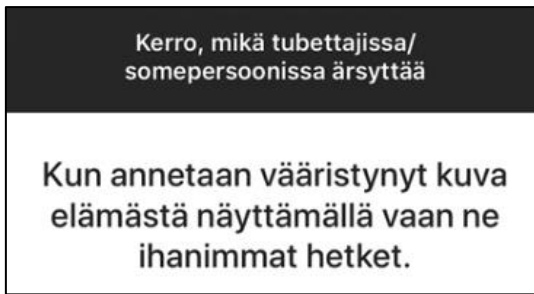 Kerro, mikä tubettajissa/
somepersoonissa ärsyttää
Kun annetaan vääristynyt kuva
elämästä näyttämällä vaan ne
ihanimmat hetket.